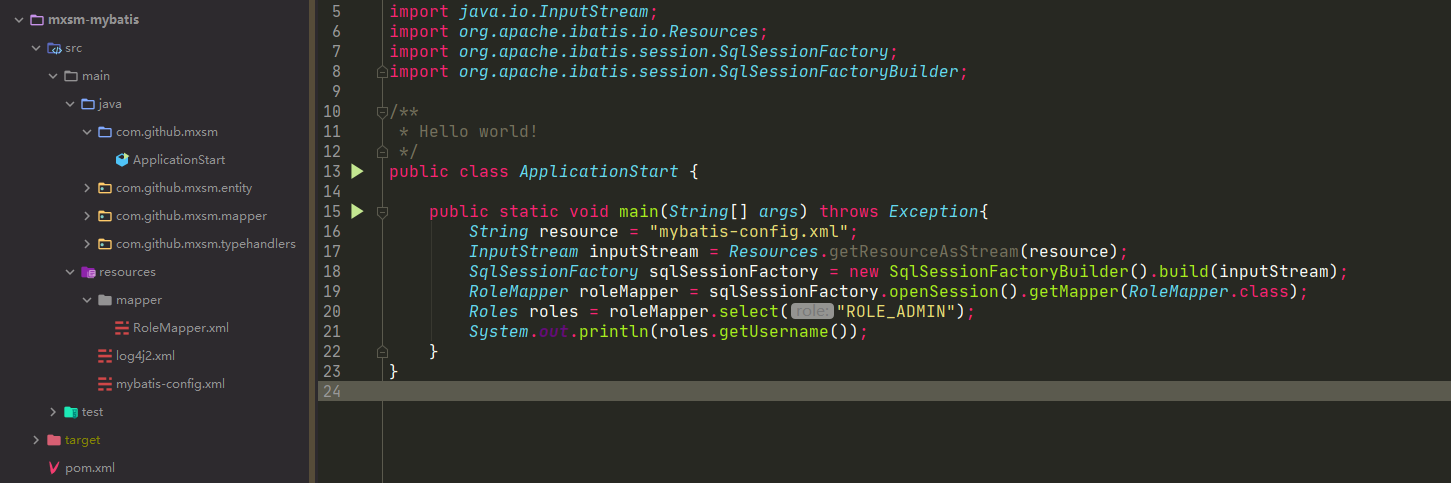 mxsm-mybatis
src
main
java
com.github.mxsm
ApplicationStart
com.github.mxsm.entity
com.github.mxsm.mapper
com.github.mxsm.typehandlers
resources
mapper
RoleMapper.xml
log4j2.xml
mybatis-config.xml
test
target
pom.xml
5 import java.io.InputStream;
6 import org.apache.ibatis.io.Resources;
7 import org.apache.ibatis.session.SqlSessionFactory;
8 import org.apache.ibatis.session.SqlSessionFactoryBuilder;
9
10 /**
11  * Hello world!
12  */
13 public class ApplicationStart {
14
15     public static void main(String[] args) throws Exception{
16         String resource = "mybatis-config.xml";
17         InputStream inputStream = Resources.getResourceAsStream(resource);
18         SqlSessionFactory sqlSessionFactory = new SqlSessionFactoryBuilder().build(inputStream);
19         RoleMapper roleMapper = sqlSessionFactory.openSession().getMapper(RoleMapper.class);
20         Roles roles = roleMapper.select( role: "ROLE_ADMIN");
21         System.out.println(roles.getUsername());
22     }
23 }
24